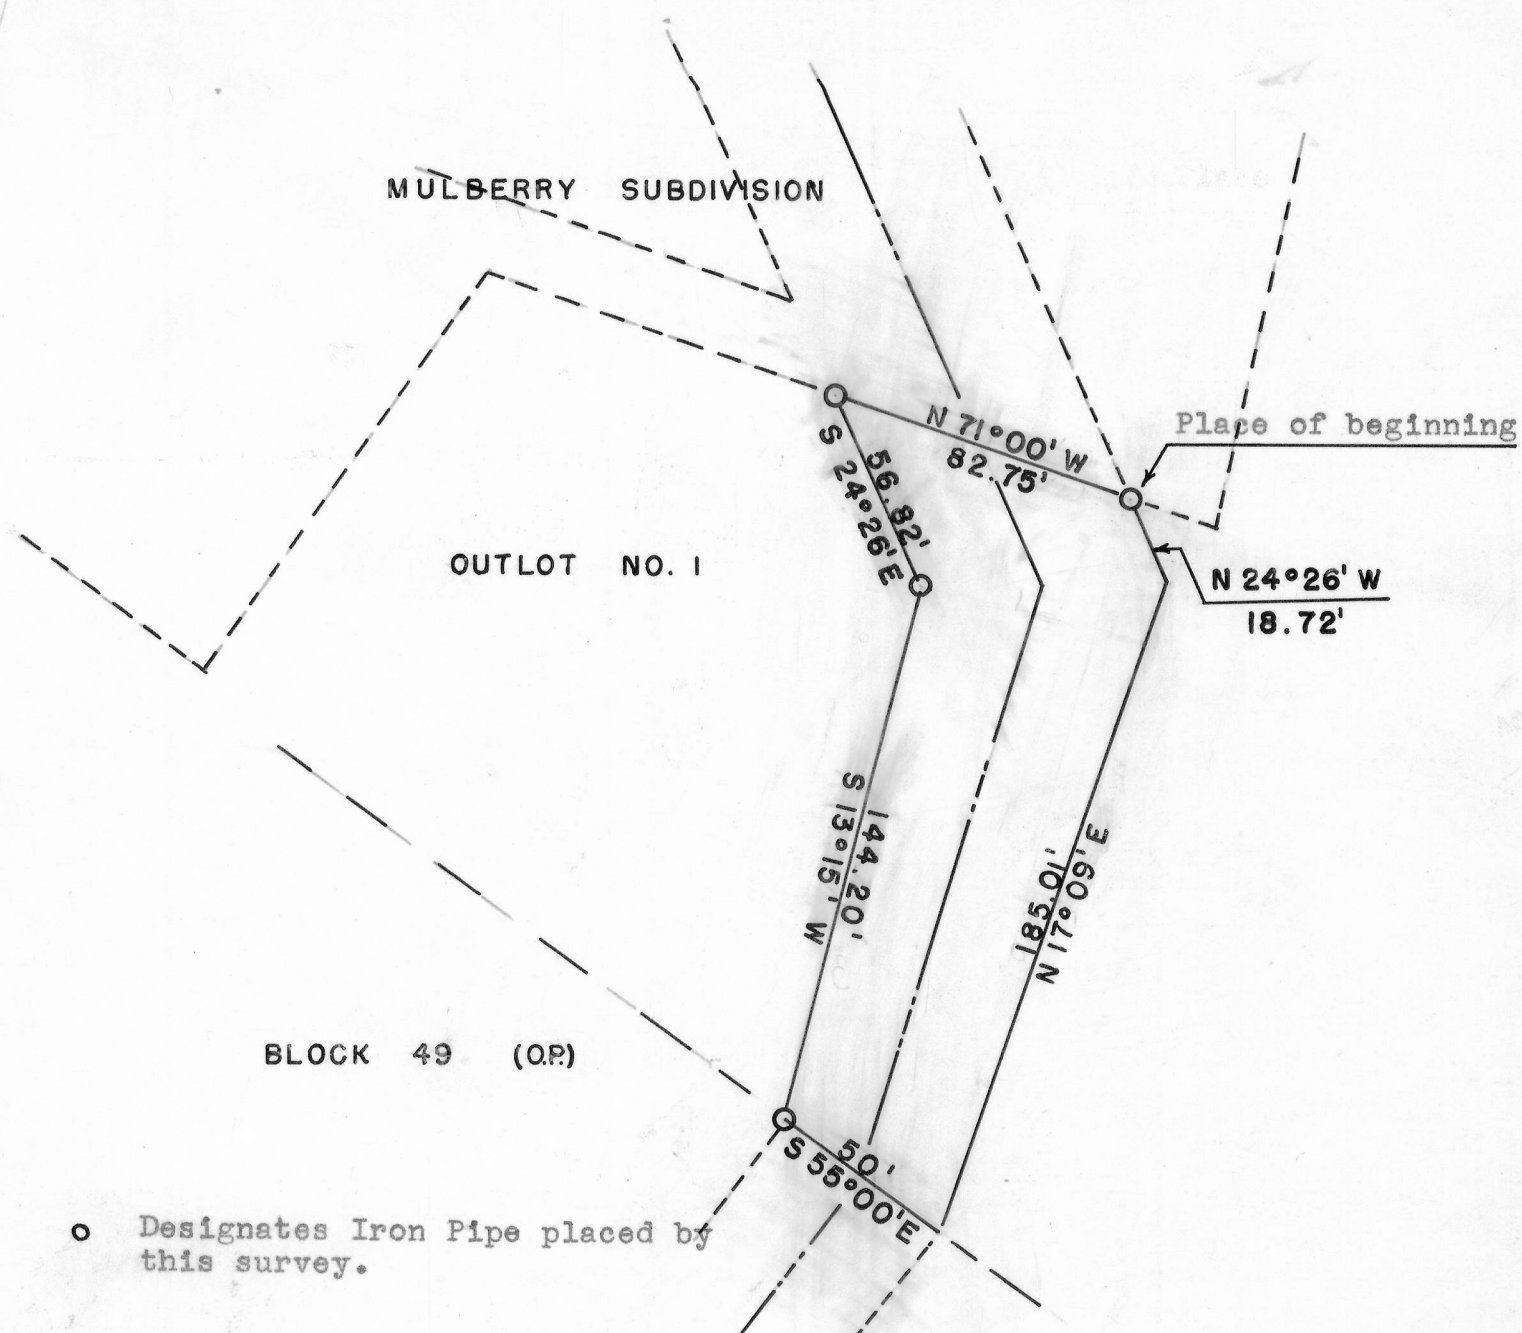 MULBERRY SUBDIVISION
N 71°00' W
82.75'
Place of beginning
56.82'
S 24°26' E
OUTLOT NO. 1
N 24°26' W
18.72'
144.20'
S 13°15' W
185.01'
N 17°09' E
BLOCK 49 (O.P.)
50'
S 55°00' E
o Designates Iron Pipe placed by
this survey.